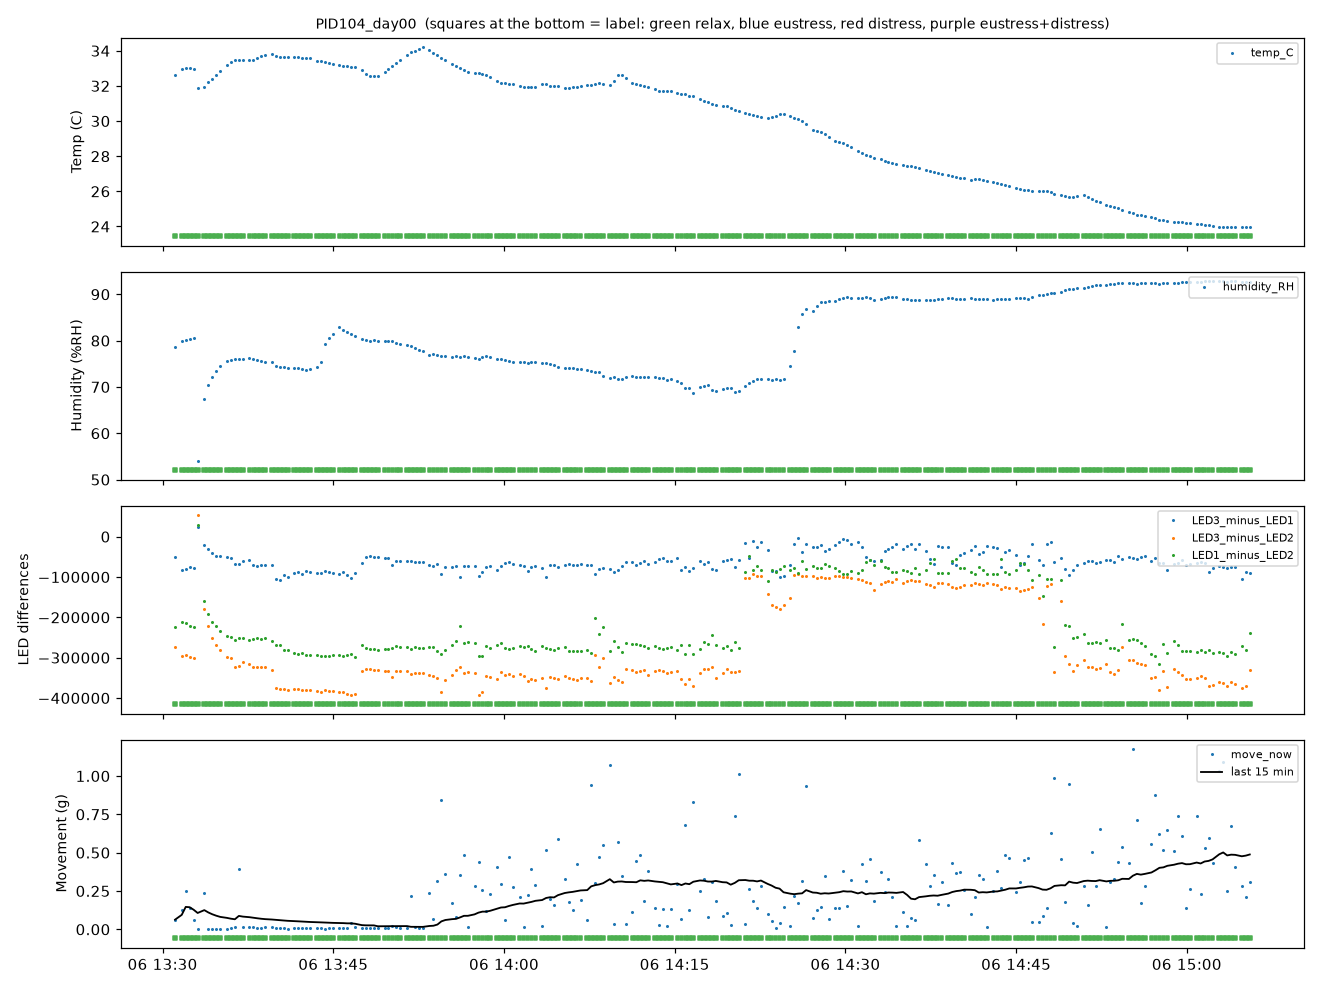 PID104_day00  (squares at the bottom = label: green relax, blue eustress, red distress, purple eustress+distress)
Temp (C)
34
32
30
28
26
24
temp_C
Humidity (%RH)
90
80
70
60
50
humidity_RH
LED differences
0
−100000
−200000
−300000
−400000
LED3_minus_LED1
LED3_minus_LED2
LED1_minus_LED2
Movement (g)
1.00
0.75
0.50
0.25
0.00
move_now
last 15 min
06 13:30
06 13:45
06 14:00
06 14:15
06 14:30
06 14:45
06 15:00